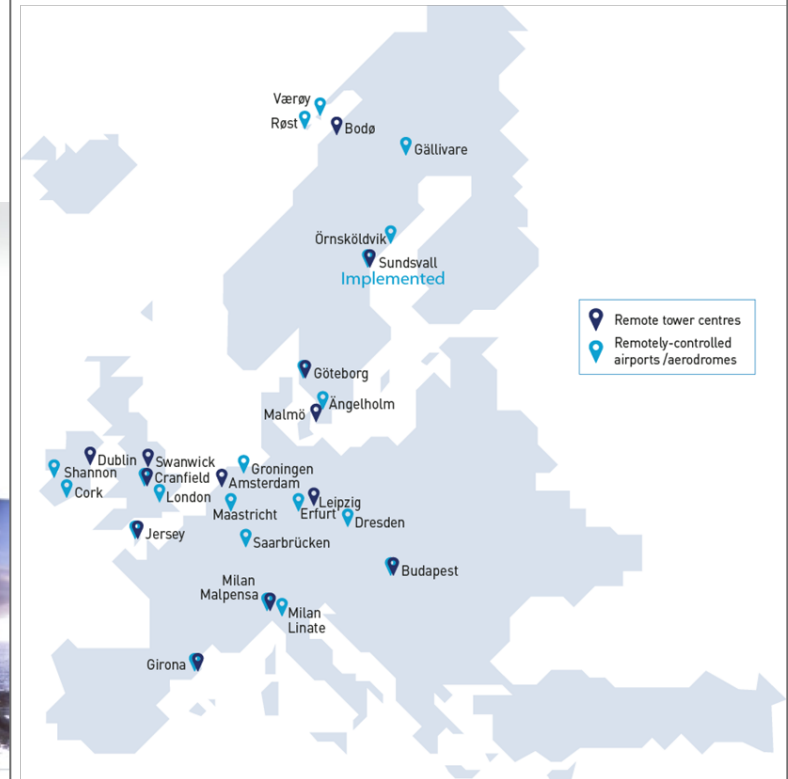 Værøy
Røst
Bodø
Gällivare
Örnsköldvik
Sundsvall
Implemented
Remote tower centres
Remotely-controlled
airports /aerodromes
Göteborg
Ängelholm
Malmö
Dublin
Swanwick
Shannon
Cranfield
Groningen
Amsterdam
Cork
London
Maastricht
Leipzig
Erfurt
Dresden
Jersey
Saarbrücken
Budapest
Milan
Malpensa
Milan
Linate
Girona